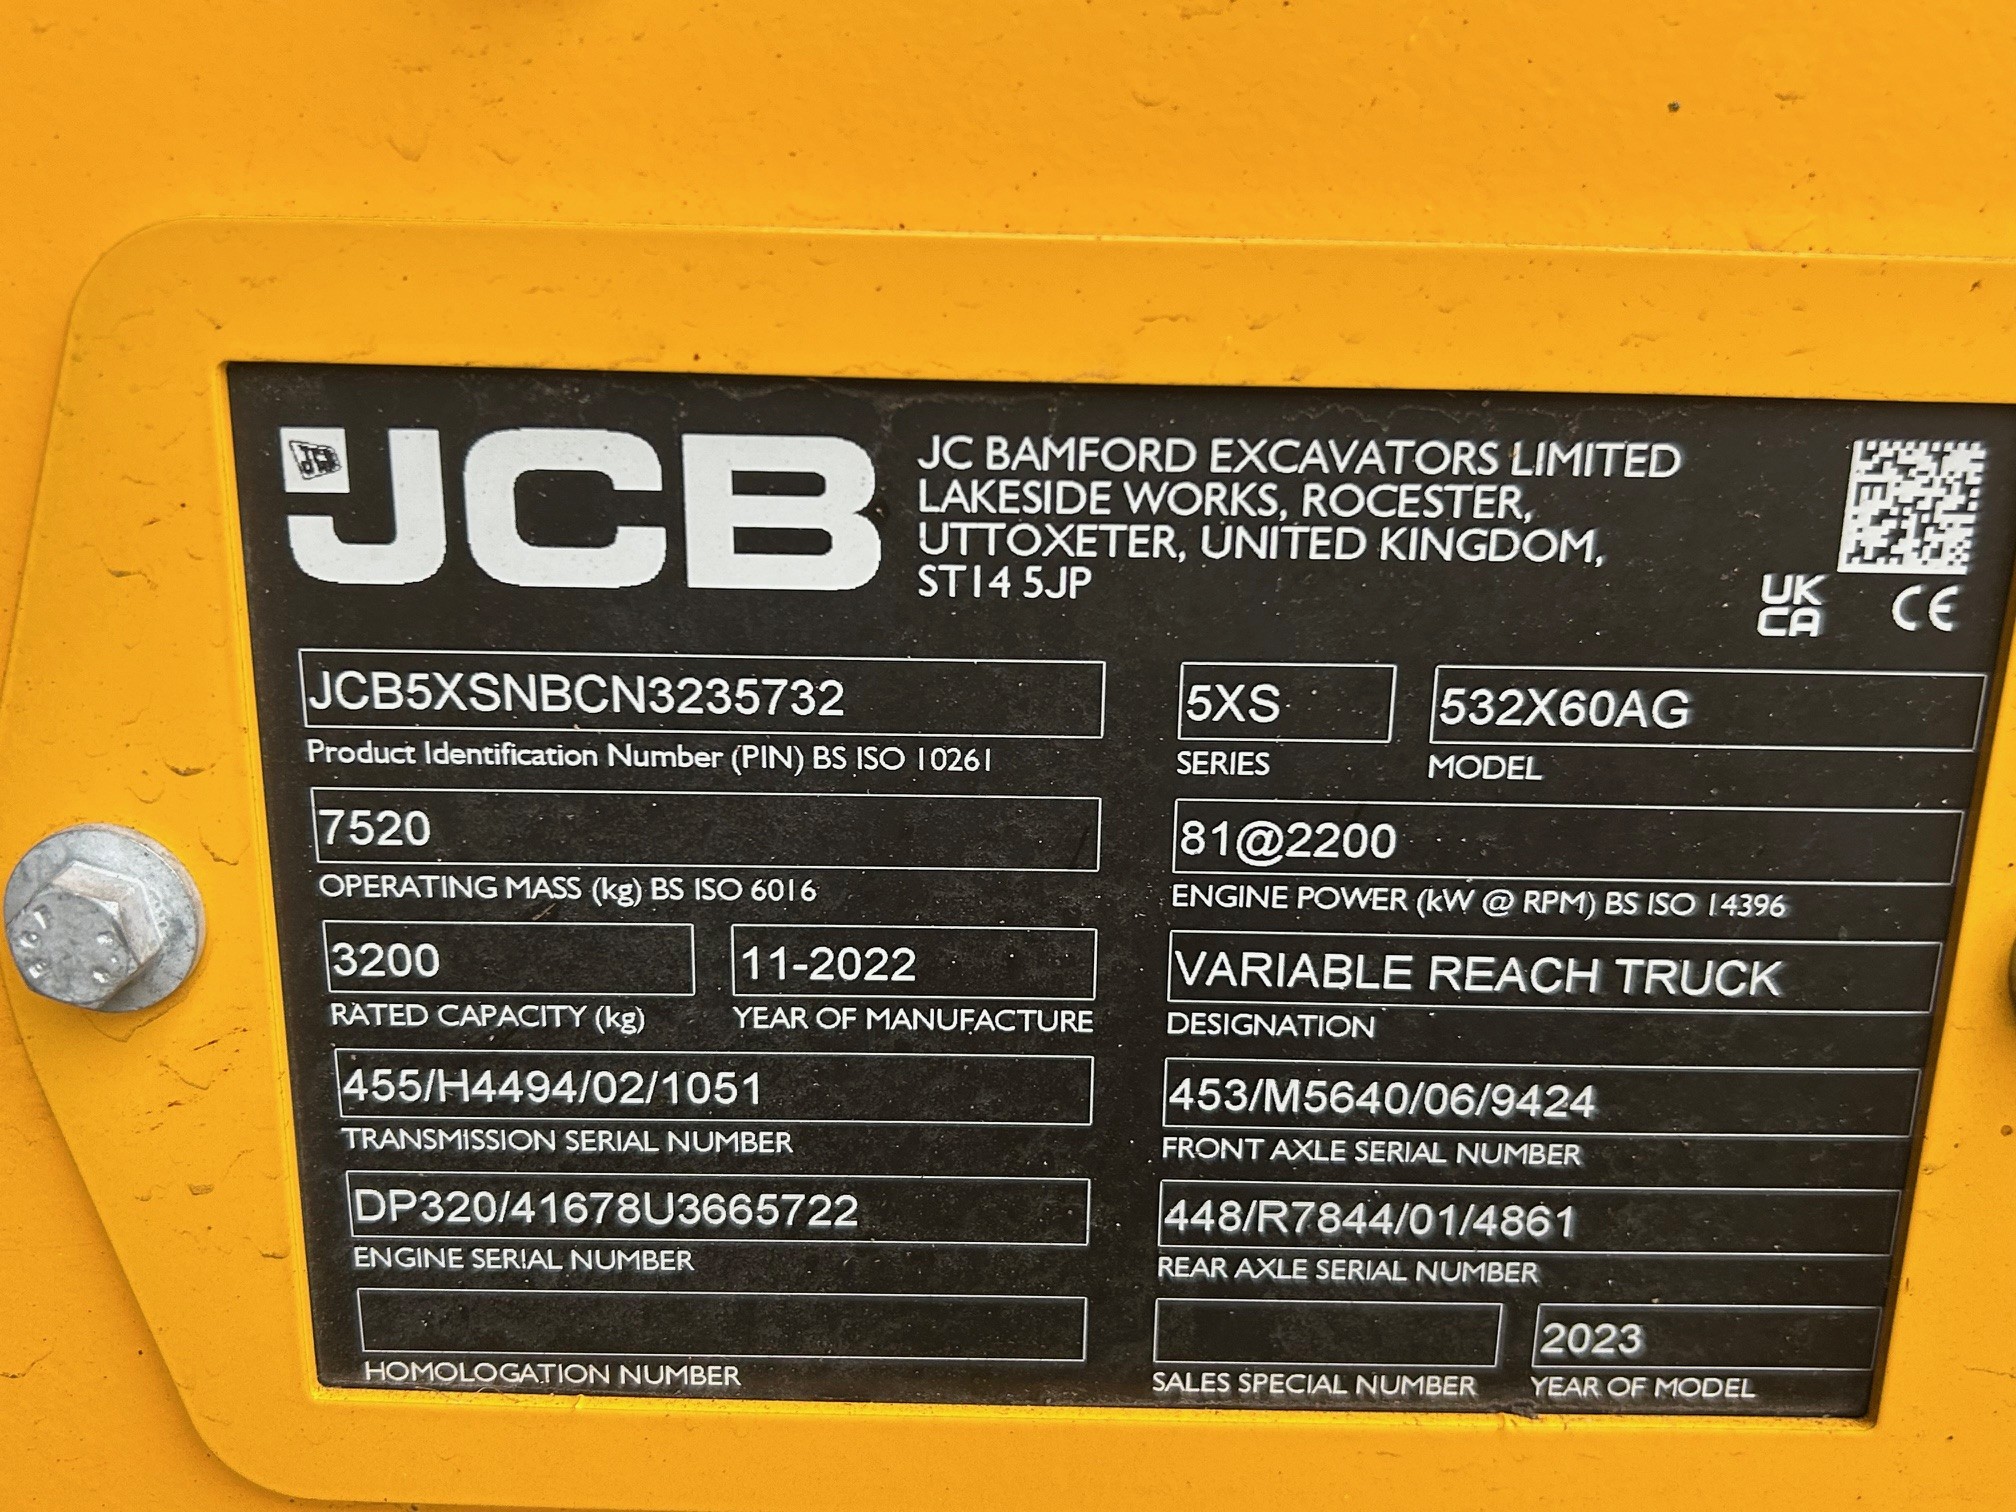 JCB
JC BAMFORD EXCAVATORS LIMITED
LAKESIDE WORKS, ROCESTER,
UTTOXETER, UNITED KINGDOM,
ST14 5JP
UK
CA
CE
JCB5XSNBCN3235732
Product Identification Number (PIN) BS ISO 10261
5XS
SERIES
532X60AG
MODEL
7520
OPERATING MASS (kg) BS ISO 6016
81@2200
ENGINE POWER (kW @ RPM) BS ISO 14396
3200
RATED CAPACITY (kg)
11-2022
YEAR OF MANUFACTURE
VARIABLE REACH TRUCK
DESIGNATION
455/H4494/02/1051
TRANSMISSION SERIAL NUMBER
453/M5640/06/9424
FRONT AXLE SERIAL NUMBER
DP320/41678U3665722
ENGINE SERIAL NUMBER
448/R7844/01/4861
REAR AXLE SERIAL NUMBER
HOMOLOGATION NUMBER
SALES SPECIAL NUMBER
2023
YEAR OF MODEL